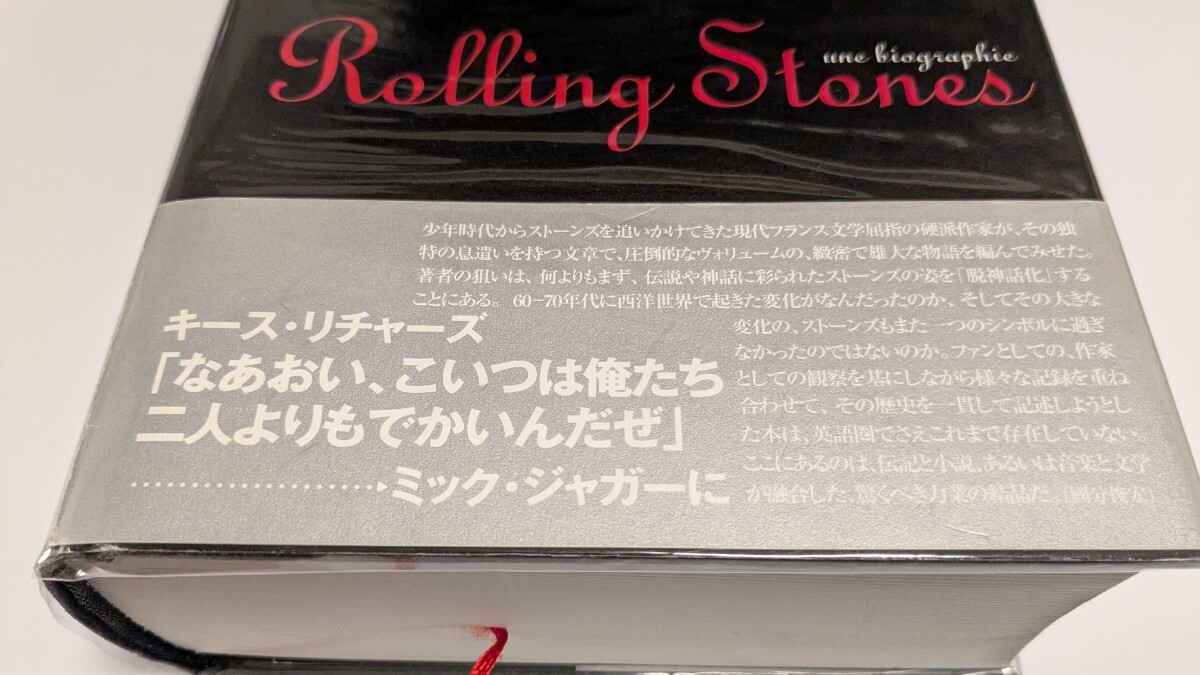 Rolling Stones
une biographie
少年時代からストーンズを追いかけてきた現代フランス文学屈指の硬派作家が、その独
特の息遣いを持つ文章で、圧倒的なヴォリュームの、緻密で雄大な物語を編んでみせた。
著者の狙いは、何よりもまず、伝説や神話に彩られたストーンズの姿を「脱神話化」する
ことにある。60-70年代に西洋世界で起きた変化がなんだったのか、そしてその大きな
変化の、ストーンズもまた一つのシンボルに過ぎ
なかったのではないのか。ファンとしての、作家
としての観察を基にしながら様々な記録を重ね
合わせて、その歴史を一貫して記述しようとし
た本は、英語圏でさえこれまで存在していない。
ここにあるのは、伝記と小説、あるいは音楽と文学
が融合した、驚くべき力業の結晶だ。（國分俊宏）
キース・リチャーズ
「なあおい、こいつは俺たち
二人よりもでかいんだぜ」
ミック・ジャガーに